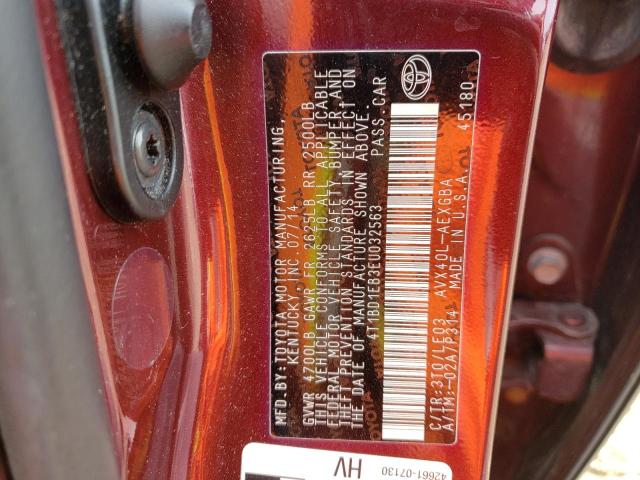 MFD.BY: TOYOTA MOTOR MANUFACTURING,
KENTUCKY, INC 07/14
GVWR GAWR FR 2625LB RR 2500LB
THIS VEHICLE CONFORMS TO ALL APPLICABLE
FEDERAL MOTOR VEHICLE SAFETY, BUMPER, AND
THEFT PREVENTION STANDARDS IN EFFECT ON
THE DATE OF MANUFACTURE SHOWN ABOVE.
4T1BD1EB3EU032563 PASS. CAR
C/TR: 3T0/LE03 AVX40L-AEXGBA
A/TM: -02A/P314 MADE IN U.S.A. 45180
HV
42661-07130